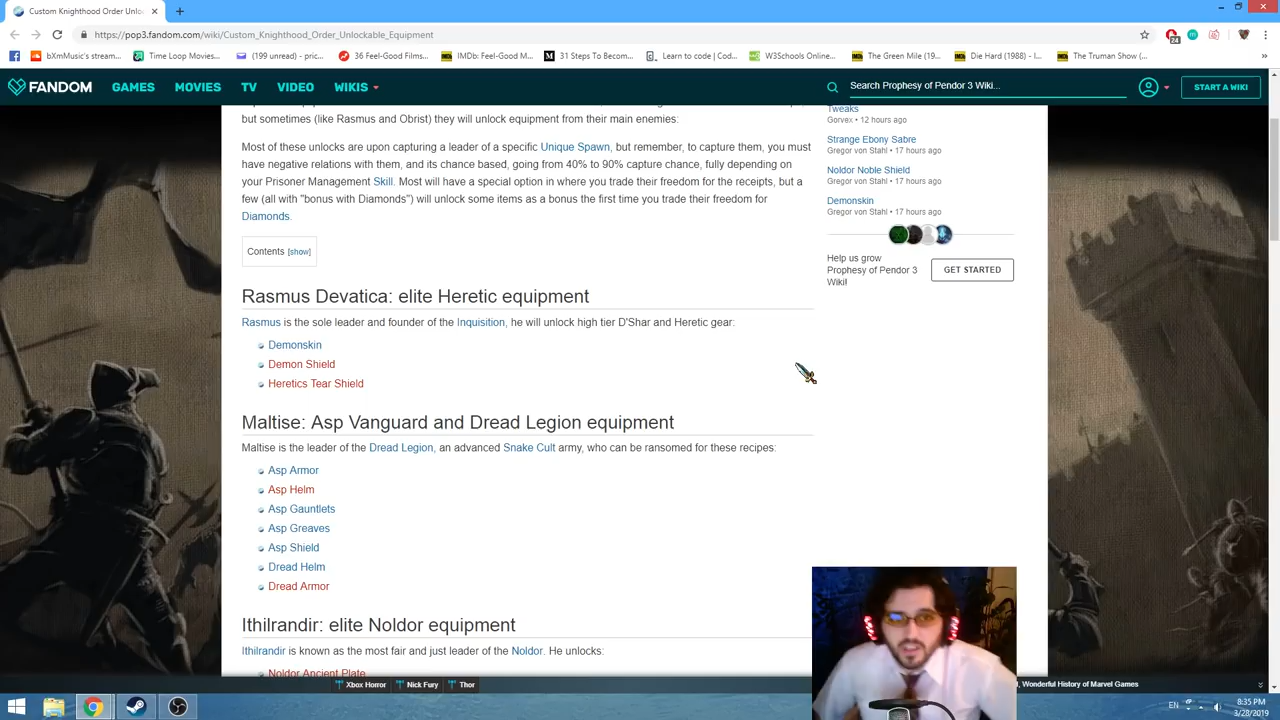 Custom Knighthood Order Unlo
https://pop3.fandom.com/wiki/Custom_Knighthood_Order_Unlockable_Equipment
24
bXmMusic's stream...
Time Loop Movies...
(199 unread) - pric...
36 Feel-Good Films...
IMDb: Feel-Good M...
31 Steps To Becom...
Learn to code | Cod...
W3Schools Online...
The Green Mile (19...
Die Hard (1988) - I...
The Truman Show (...
FANDOM
GAMES
MOVIES
TV
VIDEO
WIKIS
Search Prophesy of Pendor 3 Wiki...
START A WIKI
but sometimes (like Rasmus and Obrist) they will unlock equipment from their main enemies:
Most of these unlocks are upon capturing a leader of a specific Unique Spawn, but remember, to capture them, you must
have negative relations with them, and its chance based, going from 40% to 90% capture chance, fully depending on
your Prisoner Management Skill. Most will have a special option in where you trade their freedom for the receipts, but a
few (all with "bonus with Diamonds") will unlock some items as a bonus the first time you trade their freedom for
Diamonds.
Contents [show]
Rasmus Devatica: elite Heretic equipment
Rasmus is the sole leader and founder of the Inquisition, he will unlock high tier D'Shar and Heretic gear:
Demonskin
Demon Shield
Heretics Tear Shield
Maltise: Asp Vanguard and Dread Legion equipment
Maltise is the leader of the Dread Legion, an advanced Snake Cult army, who can be ransomed for these recipes:
Asp Armor
Asp Helm
Asp Gauntlets
Asp Greaves
Asp Shield
Dread Helm
Dread Armor
Ithilrandir: elite Noldor equipment
Ithilrandir is known as the most fair and just leader of the Noldor. He unlocks:
Noldor Ancient Plate
Tweaks
Gorvex • 12 hours ago
Strange Ebony Sabre
Gregor von Stahl • 17 hours ago
Noldor Noble Shield
Gregor von Stahl • 17 hours ago
Demonskin
Gregor von Stahl • 17 hours ago
Help us grow
Prophesy of Pendor 3
Wiki!
GET STARTED
Xbox Horror
Nick Fury
Thor
, Wonderful History of Marvel Games
EN
8:35 PM
3/28/2019